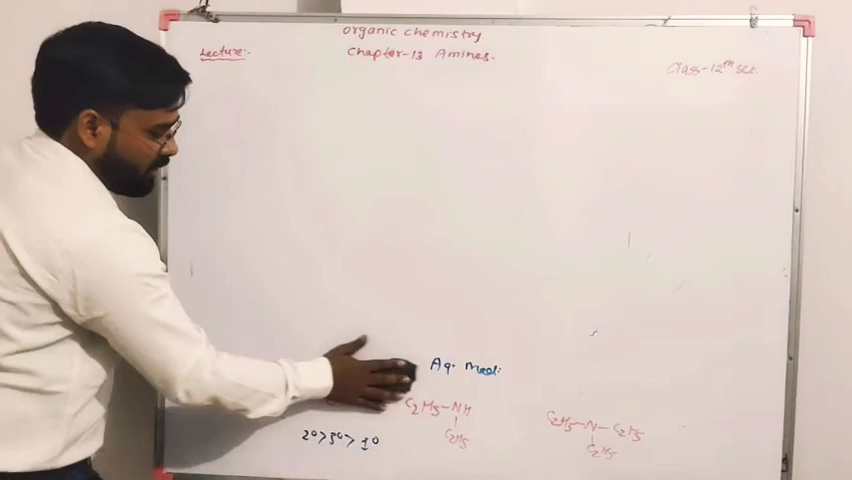 Organic chemistry
Lecture:-
Chapter-13 Amines-
Class-12th sci.
Aq. Med:
C2H5-NH
C2H5
C2H5-N-C2H5
C2H5
2°>3°>1°